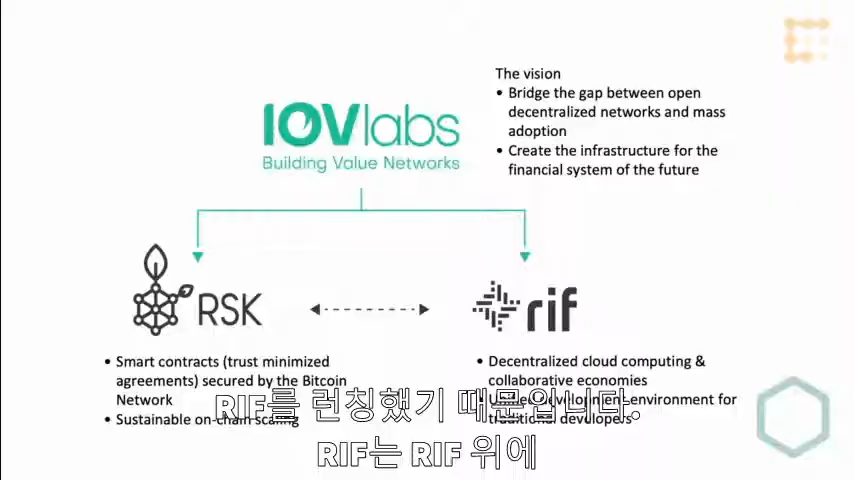 The vision
• Bridge the gap between open
decentralized networks and mass
adoption
• Create the infrastructure for the
financial system of the future
IOVlabs
Building Value Networks
RSK
rif
• Smart contracts (trust minimized
agreements) secured by the Bitcoin
Network
• Sustainable on-chain scaling
• Decentralized cloud computing &
collaborative economies
• development environment for
traditional developers
RIF를 런칭했기 때문입니다.
RIF는 RIF 위에